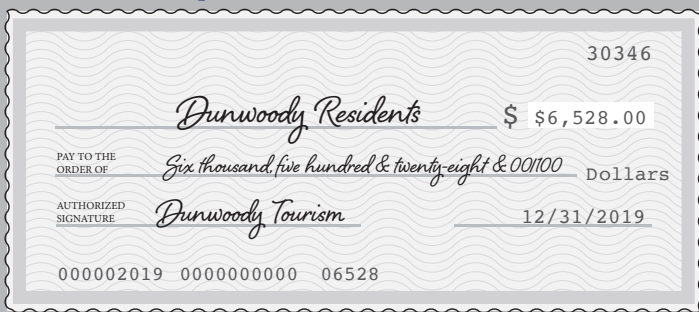 30346
Dunwoody Residents $ $6,528.00
PAY TO THE
ORDER OF Six thousand, five hundred & twenty-eight & 00/100 Dollars
AUTHORIZED
SIGNATURE Dunwoody Tourism 12/31/2019
000002019 0000000000 06528